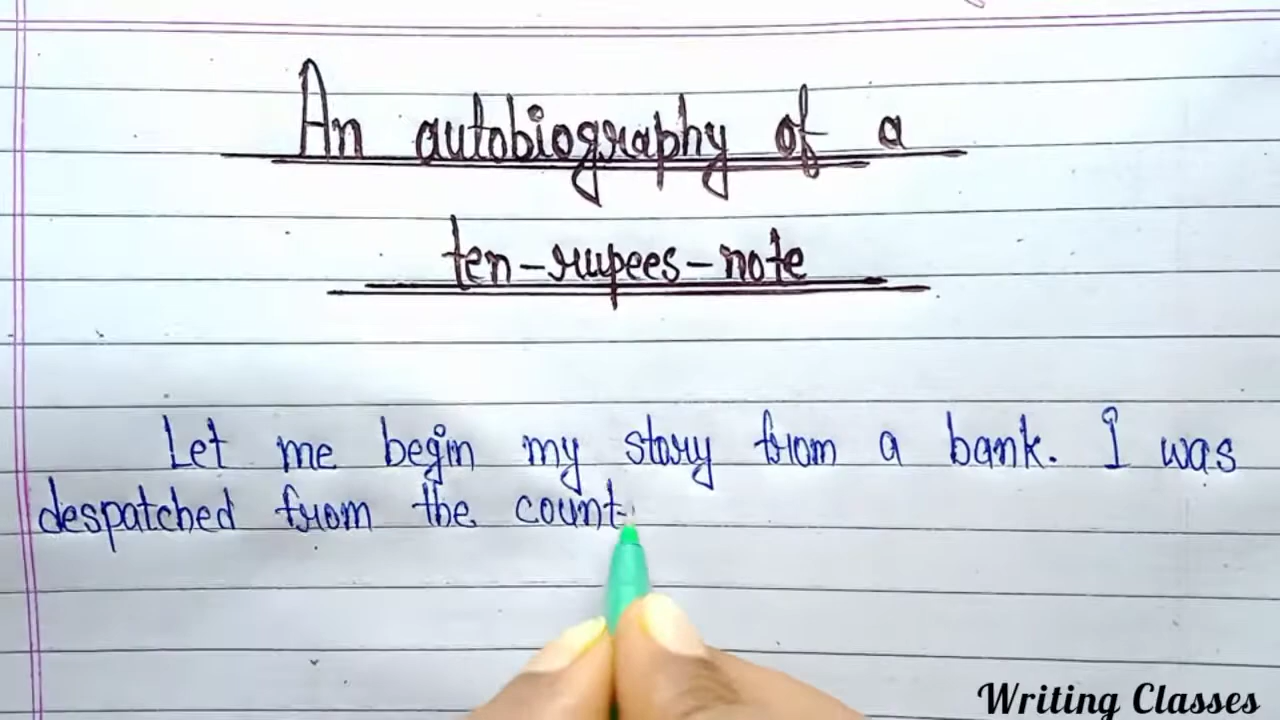 An autobiography of a
ten-rupees-note
Let me begin my story from a bank. I was
despatched from the count
Writing Classes